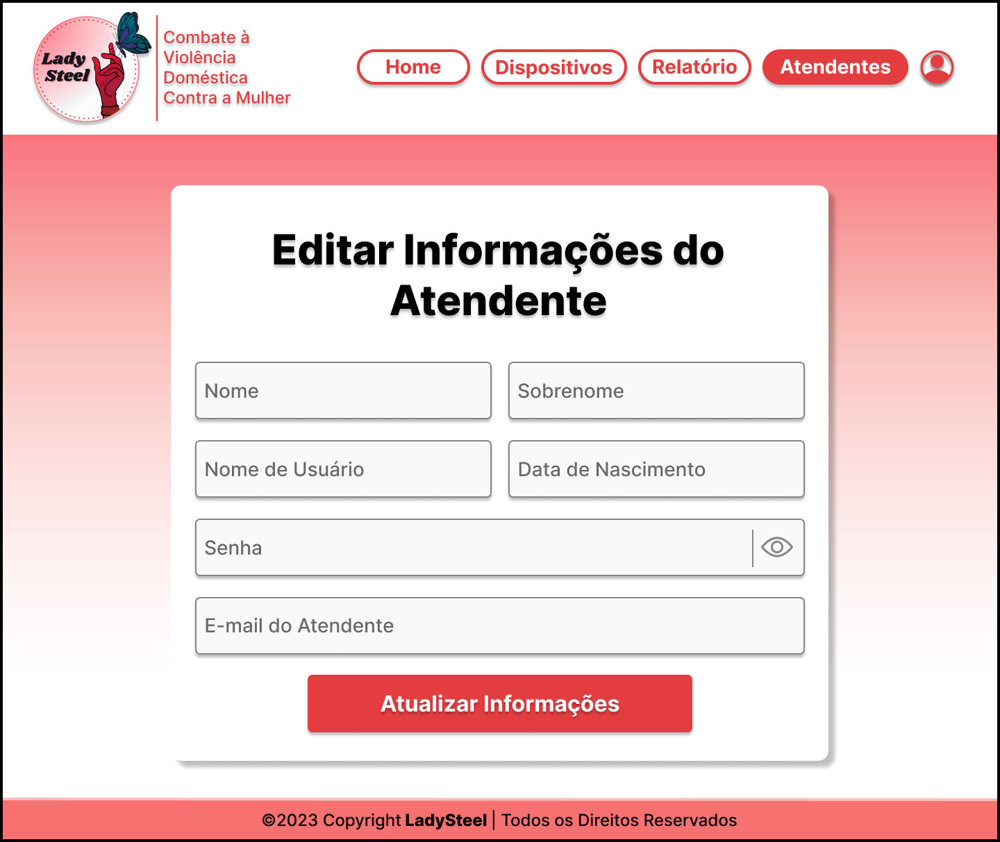 Lady
Steel
Combate à
Violência
Doméstica
Contra a Mulher
Home
Dispositivos
Relatório
Atendentes
Editar Informações do
Atendente
Nome
Sobrenome
Nome de Usuário
Data de Nascimento
Senha
E-mail do Atendente
Atualizar Informações
©2023 Copyright LadySteel | Todos os Direitos Reservados